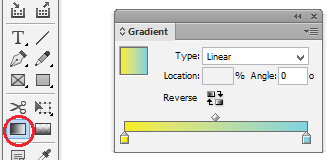 Gradient
Type: Linear
Location: % Angle: 0 o
Reverse